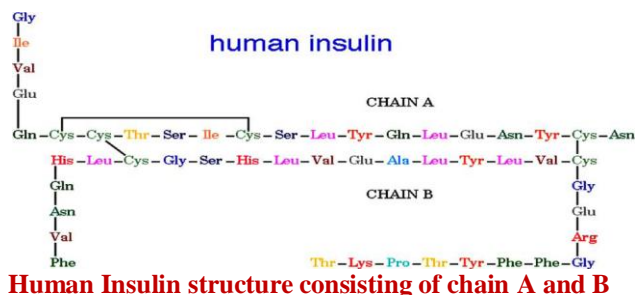 Gly
Ile
human insulin
Val
Glu
CHAIN A
Gln–Cys–Cys–Thr–Ser–Ile–Cys–Ser–Leu–Tyr–Gln–Leu–Glu–Asn–Tyr–Cys–Asn
His–Leu–Cys–Gly–Ser–His–Leu–Val–Glu–Ala–Leu–Tyr–Leu–Val–Cys
Gln
Gly
CHAIN B
Asn
Glu
Val
Arg
Phe
Thr–Lys–Pro–Thr–Tyr–Phe–Phe–Gly
Human Insulin structure consisting of chain A and B